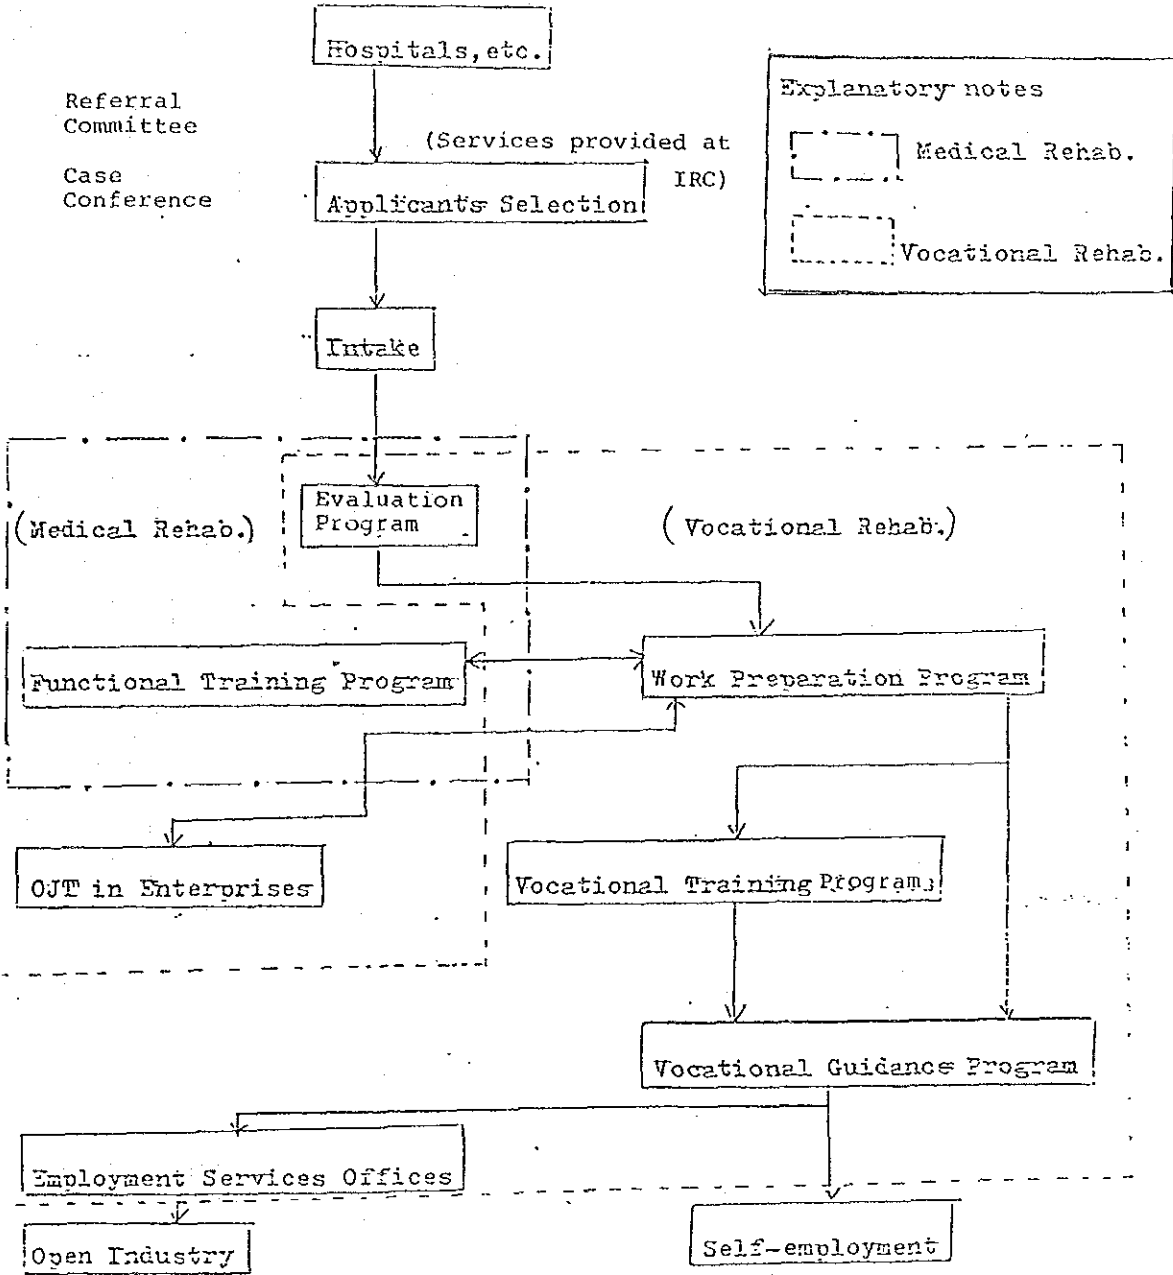 Hospitals, etc.
Explanatory notes
Medical Rehab.
Vocational Rehab.
Referral
Committee
Case
Conference
(Services provided at
IRC)
Applicants Selection
Intake
(Medical Rehab.)
Evaluation
Program
(Vocational Rehab.)
Functional Training Program
Work Preparation Program
OJT in Enterprises
Vocational Training Program
Vocational Guidance Program
Employment Services Offices
Open Industry
Self-employment